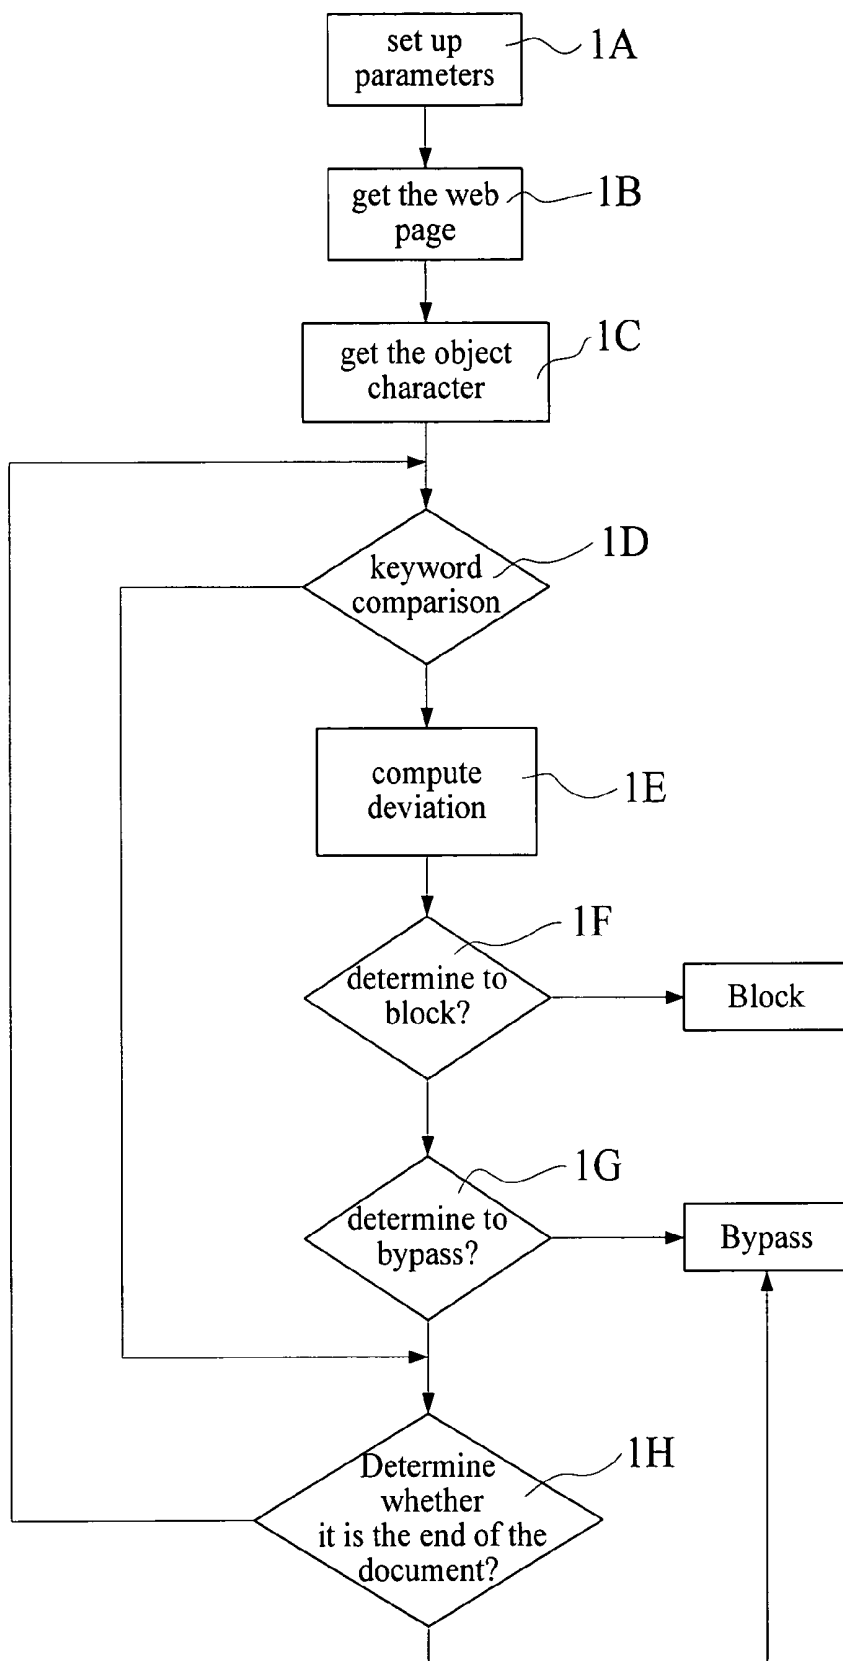 set up
parameters
1A
get the web
page
1B
get the object
character
1C
keyword
comparison
1D
compute
deviation
1E
determine to
block?
1F
Block
determine to
bypass?
1G
Bypass
Determine
whether
it is the end of the
document?
1H